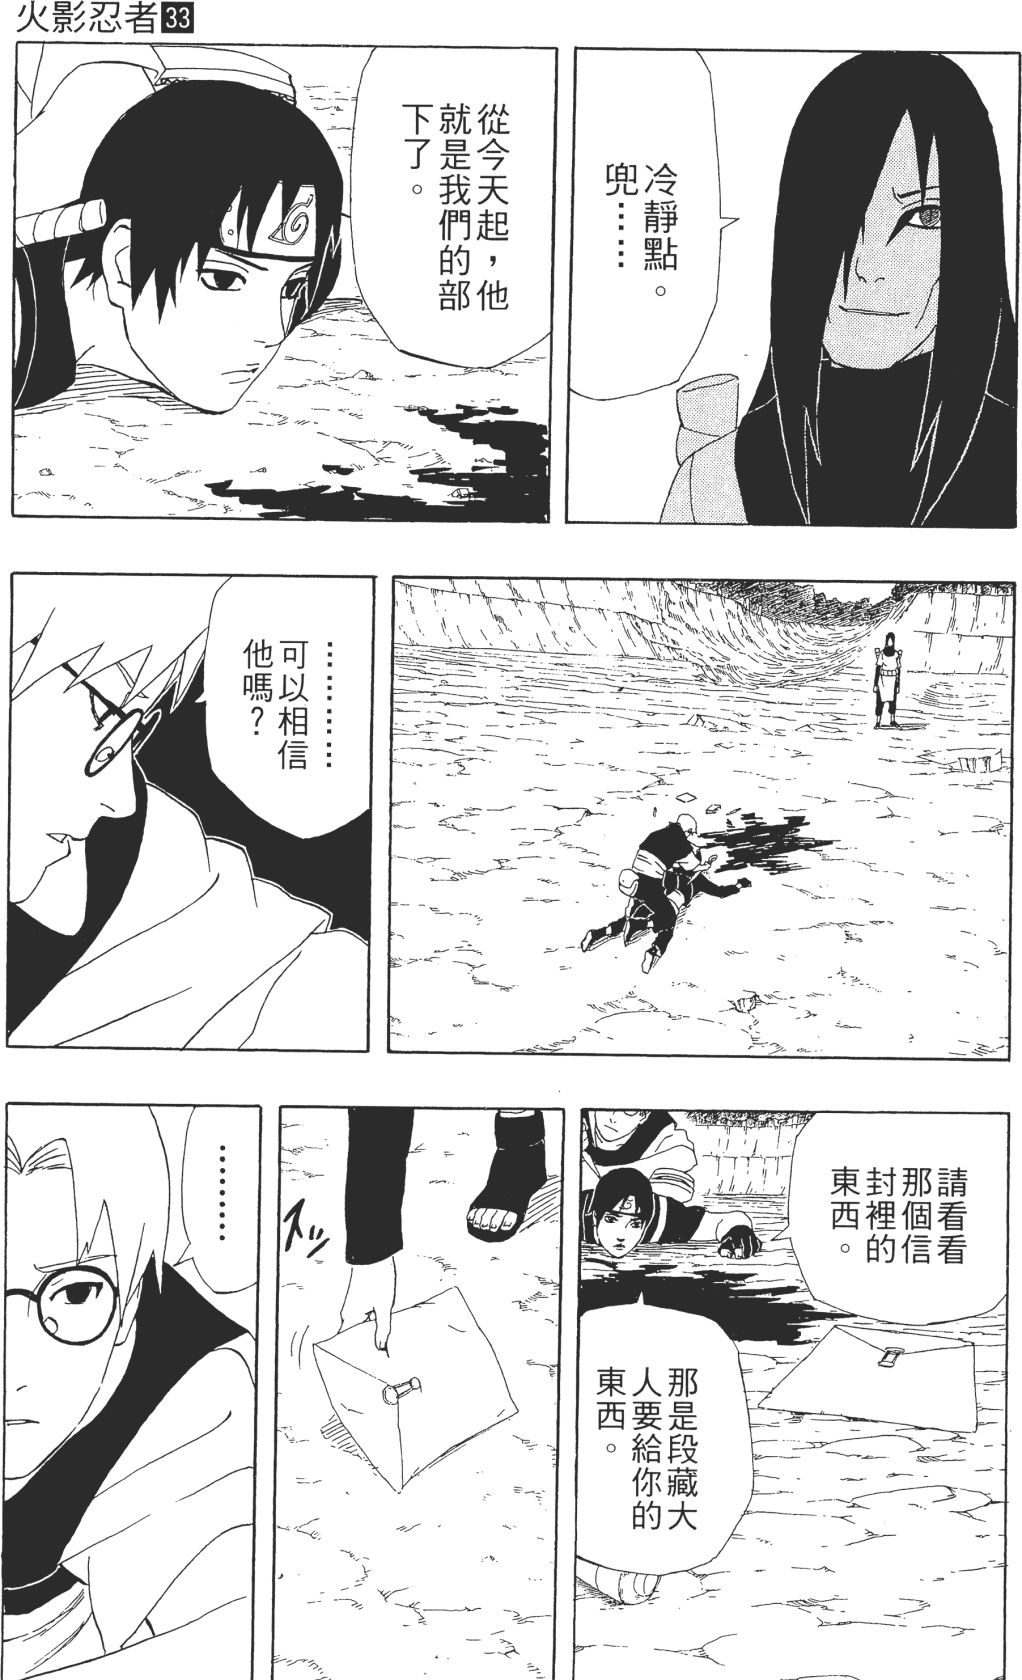 火影忍者33
冷靜點。
兜……
從今天起，他
就是我們的部
下了。
…………
可以相信
他嗎？
請看看
那個信
封裡的
東西。
那是段藏大
人要給你的
東西。
ズッ
………